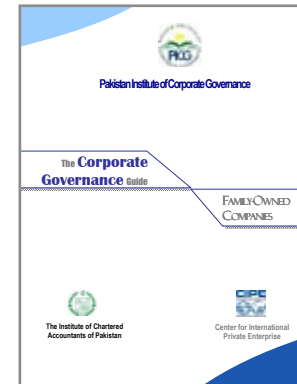 PICG
Pakistan Institute of Corporate Governance
The Corporate
Governance Guide
FAMILY-OWNED
COMPANIES
CIPE
The Institute of Chartered
Accountants of Pakistan
Center for International
Private Enterprise